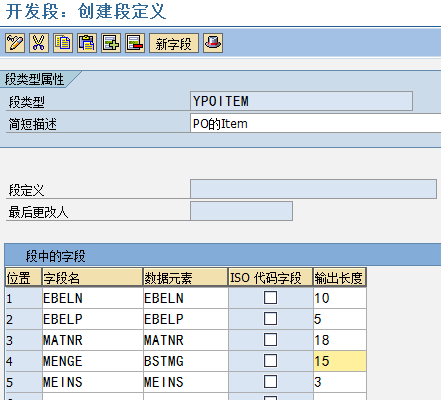 开发段：创建段定义
新字段
段类型属性
段类型 YPOITEM
简短描述 PO的Item
段定义
最后更改人
段中的字段
位置 字段名 数据元素 ISO 代码字段 输出长度
1 EBELN EBELN 10
2 EBELP EBELP 5
3 MATNR MATNR 18
4 MENGE BSTMG 15
5 MEINS MEINS 3